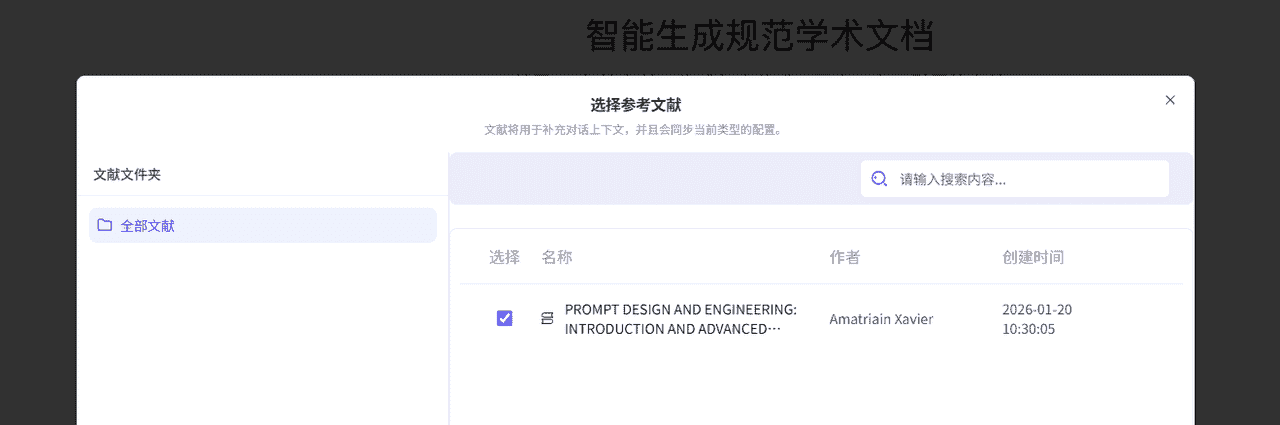 智能生成规范学术文档
选择参考文献
文献将用于补充对话上下文，并且会同步当前类型的配置。
文献文件夹
请输入搜索内容...
全部文献
选择 名称 作者 创建时间
PROMPT DESIGN AND ENGINEERING: 
INTRODUCTION AND ADVANCED…
Amatriain Xavier
2026-01-20
10:30:05